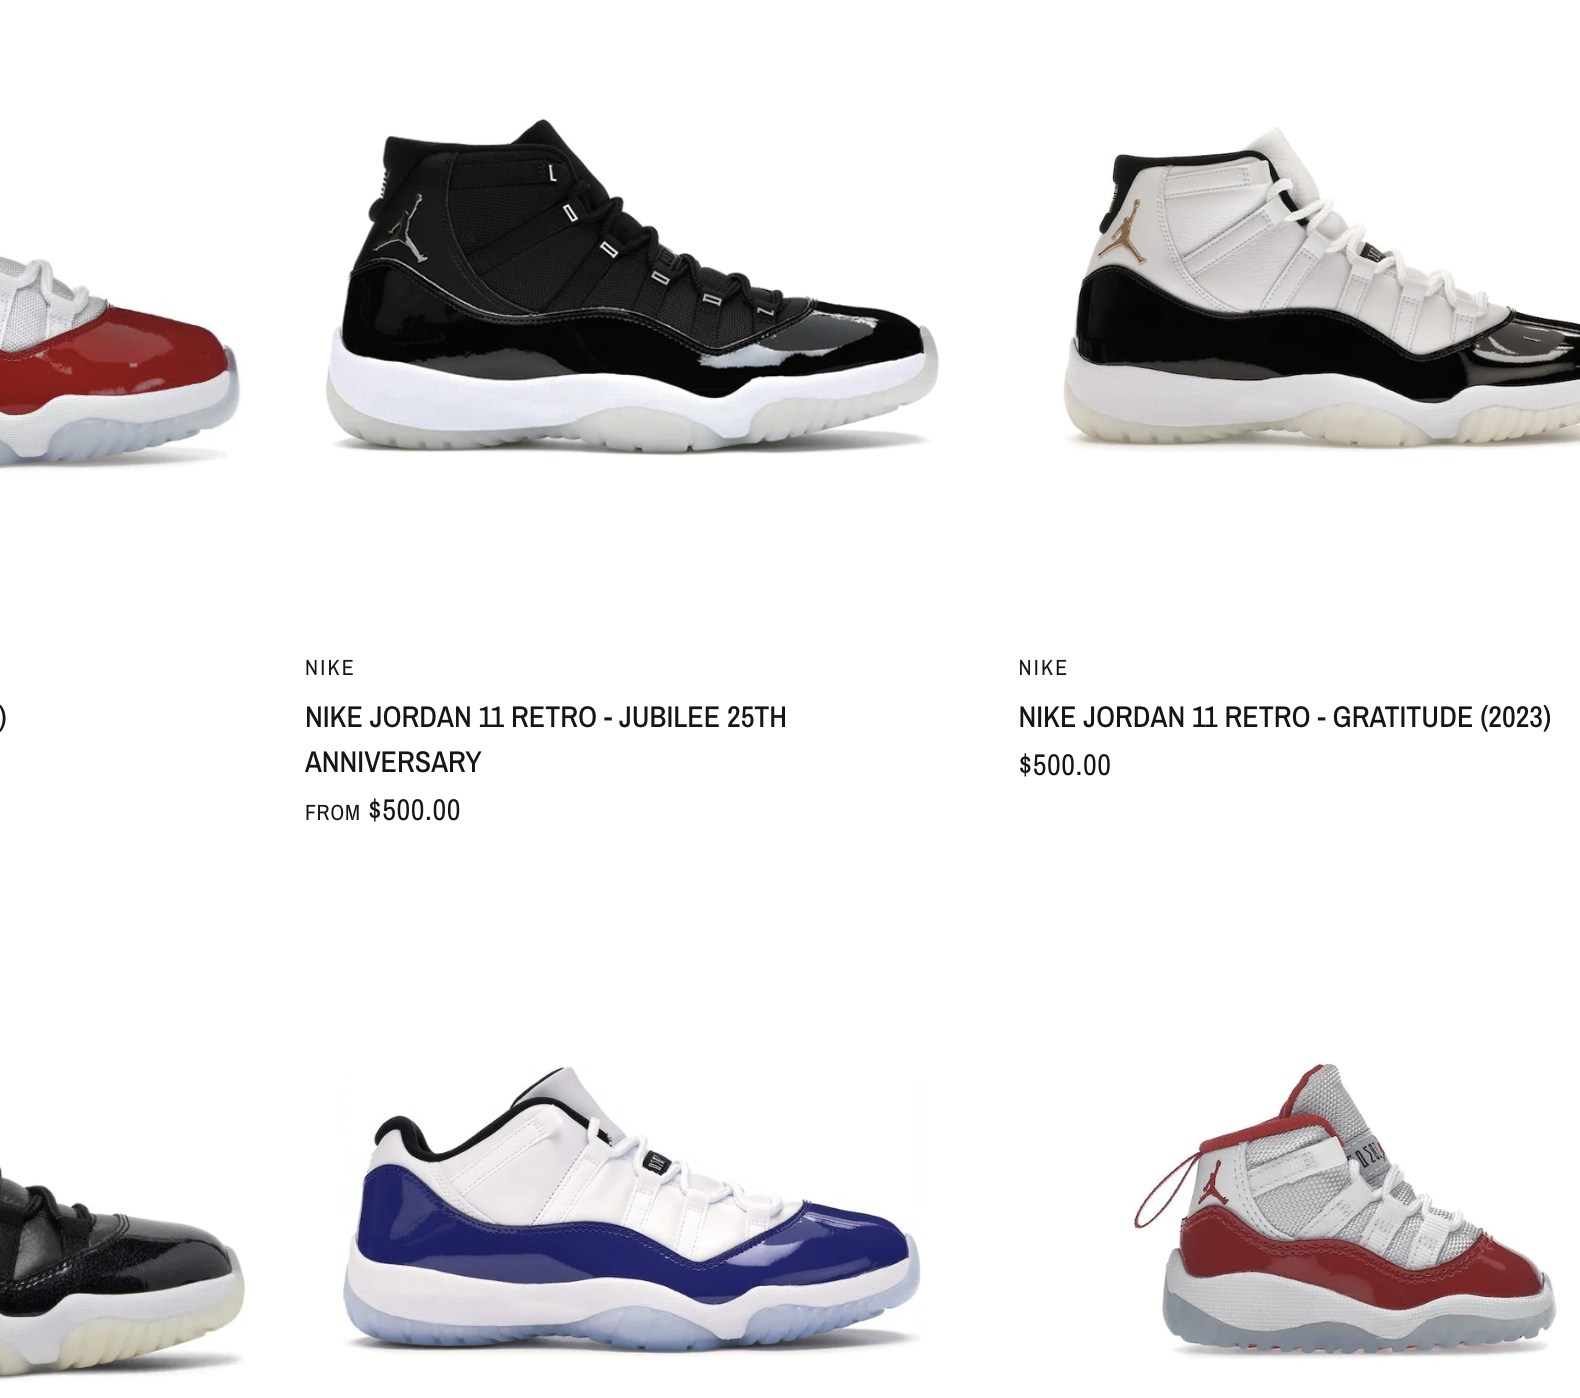 NIKE
NIKE
)
NIKE JORDAN 11 RETRO - JUBILEE 25TH
ANNIVERSARY
FROM $500.00
NIKE JORDAN 11 RETRO - GRATITUDE (2023)
$500.00